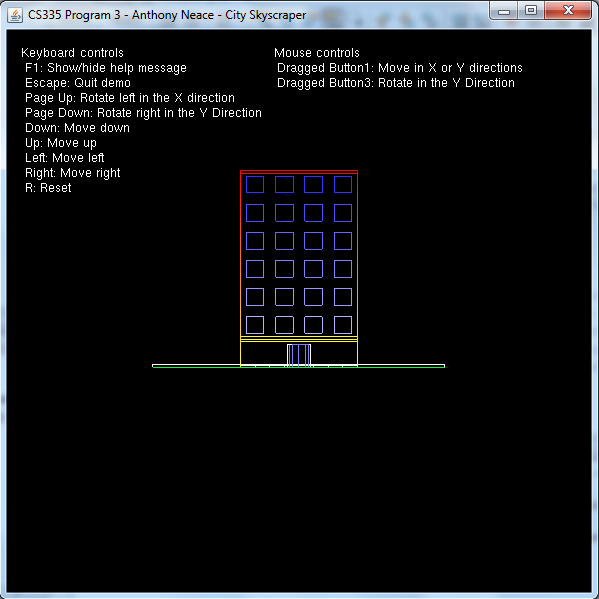 CS335 Program 3 - Anthony Neace - City Skyscraper
Keyboard controls
F1: Show/hide help message
Escape: Quit demo
Page Up: Rotate left in the X direction
Page Down: Rotate right in the Y Direction
Down: Move down
Up: Move up
Left: Move left
Right: Move right
R: Reset
Mouse controls
Dragged Button1: Move in X or Y directions
Dragged Button3: Rotate in the Y Direction